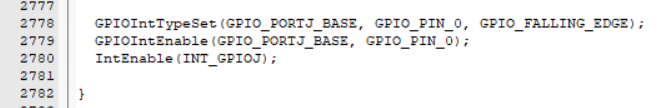 2777
2778 GPIOIntTypeSet(GPIO_PORTJ_BASE, GPIO_PIN_0, GPIO_FALLING_EDGE);
2779 GPIOIntEnable(GPIO_PORTJ_BASE, GPIO_PIN_0);
2780 IntEnable(INT_GPIOJ);
2781
2782 }